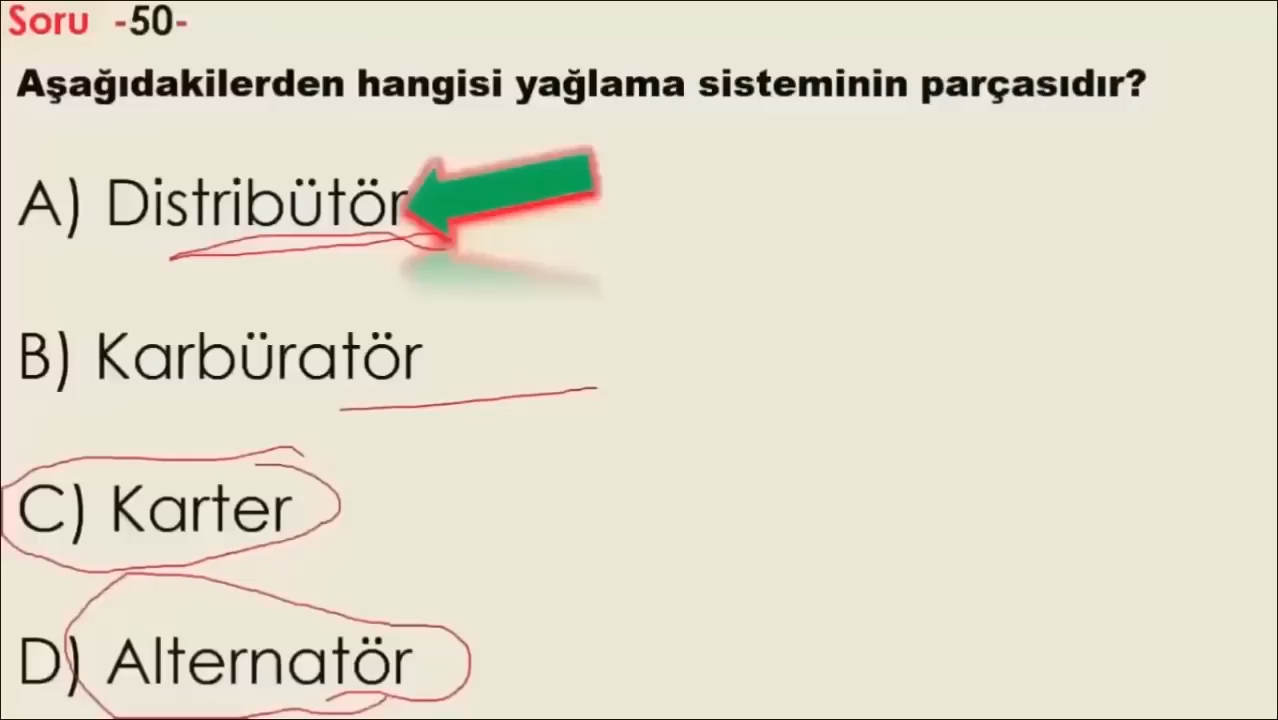 Soru -50-
Aşağıdakilerden hangisi yağlama sisteminin parçasıdır?
A) Distribütör
B) Karbüratör
C) Karter
D) Alternatör